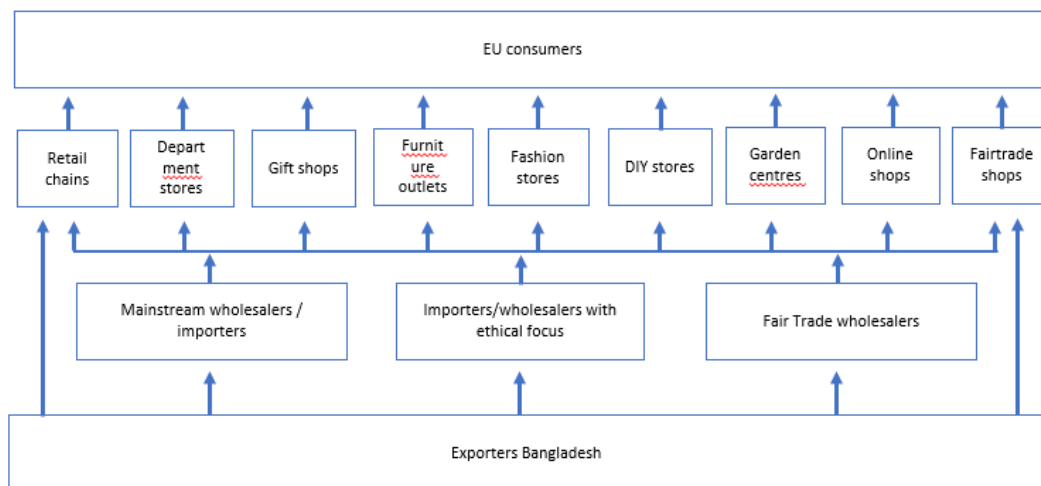 EU consumers
Retail
chains
Depart
ment
stores
Gift shops
Furnit
ure
outlets
Fashion
stores
DIY stores
Garden
centres
Online
shops
Fairtrade
shops
Mainstream wholesalers /
importers
Importers/wholesalers with
ethical focus
Fair Trade wholesalers
Exporters Bangladesh